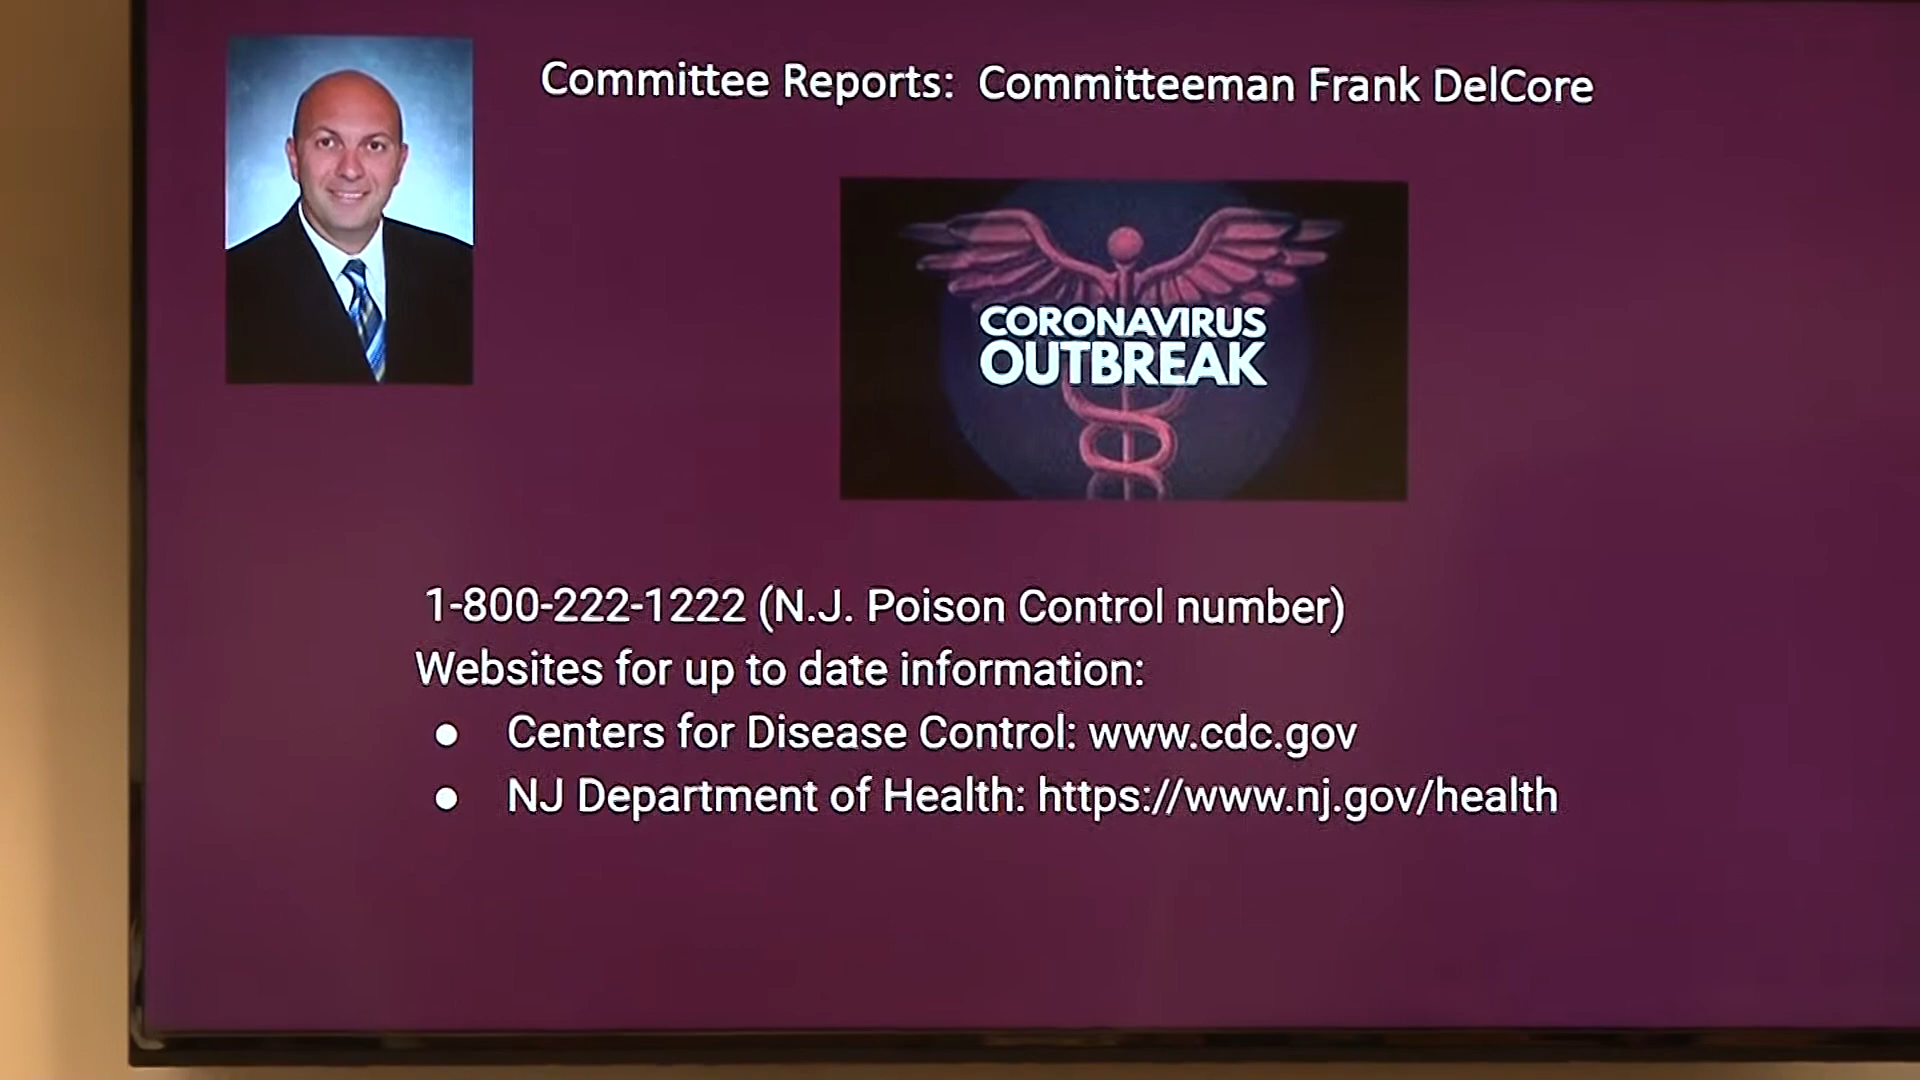 Committee Reports:  Committeeman Frank DelCore
CORONAVIRUS
OUTBREAK
1-800-222-1222 (N.J. Poison Control number)
Websites for up to date information:
● Centers for Disease Control: www.cdc.gov
● NJ Department of Health: https://www.nj.gov/health